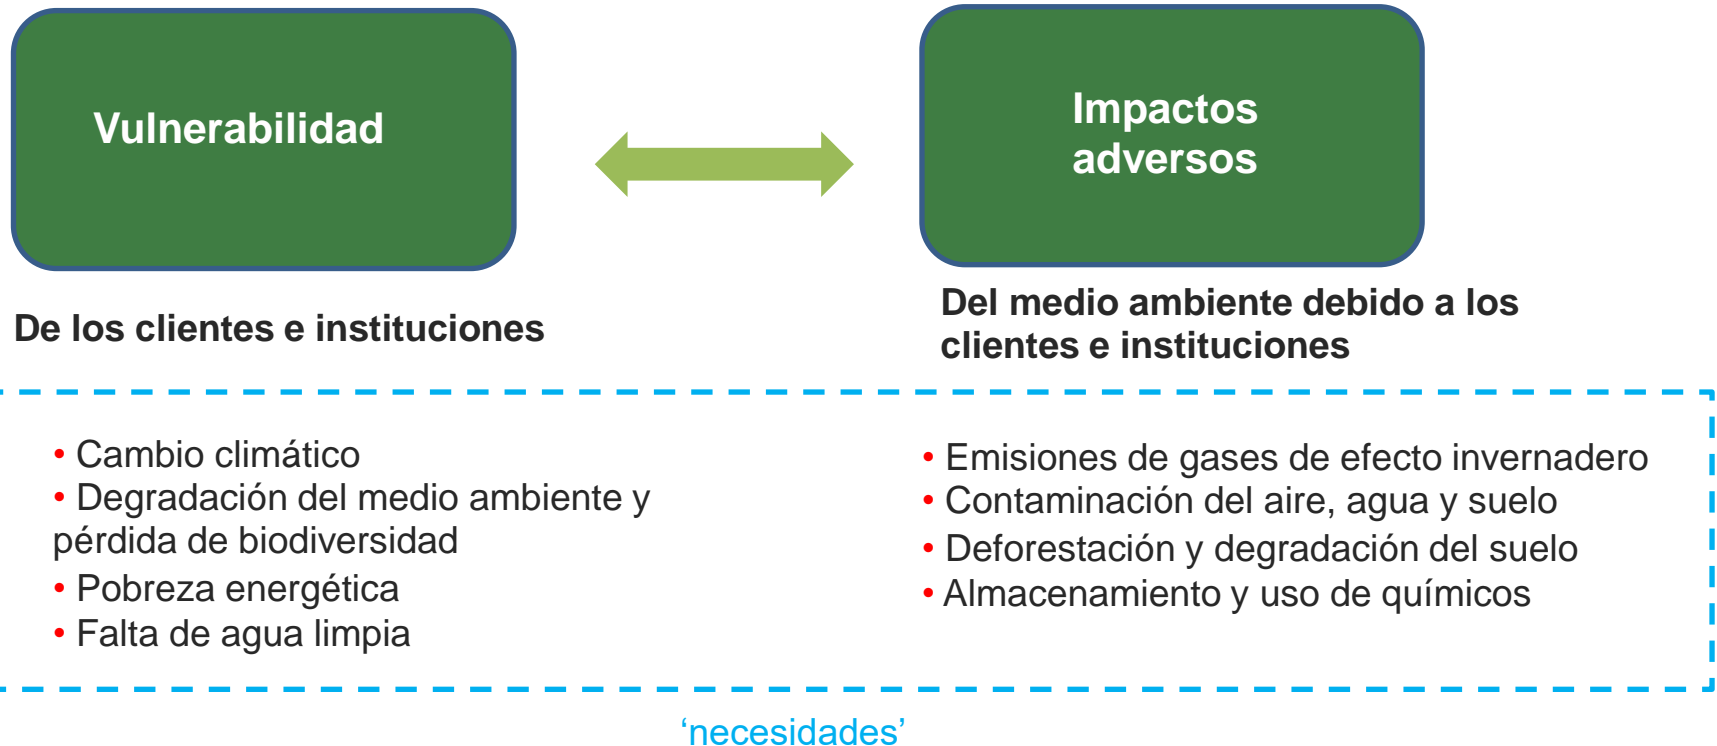 Vulnerabilidad
Impactos
adversos
De los clientes e instituciones
Del medio ambiente debido a los
clientes e instituciones
• Cambio climático
• Degradación del medio ambiente y
pérdida de biodiversidad
• Pobreza energética
• Falta de agua limpia
• Emisiones de gases de efecto invernadero
• Contaminación del aire, agua y suelo
• Deforestación y degradación del suelo
• Almacenamiento y uso de químicos
‘necesidades’